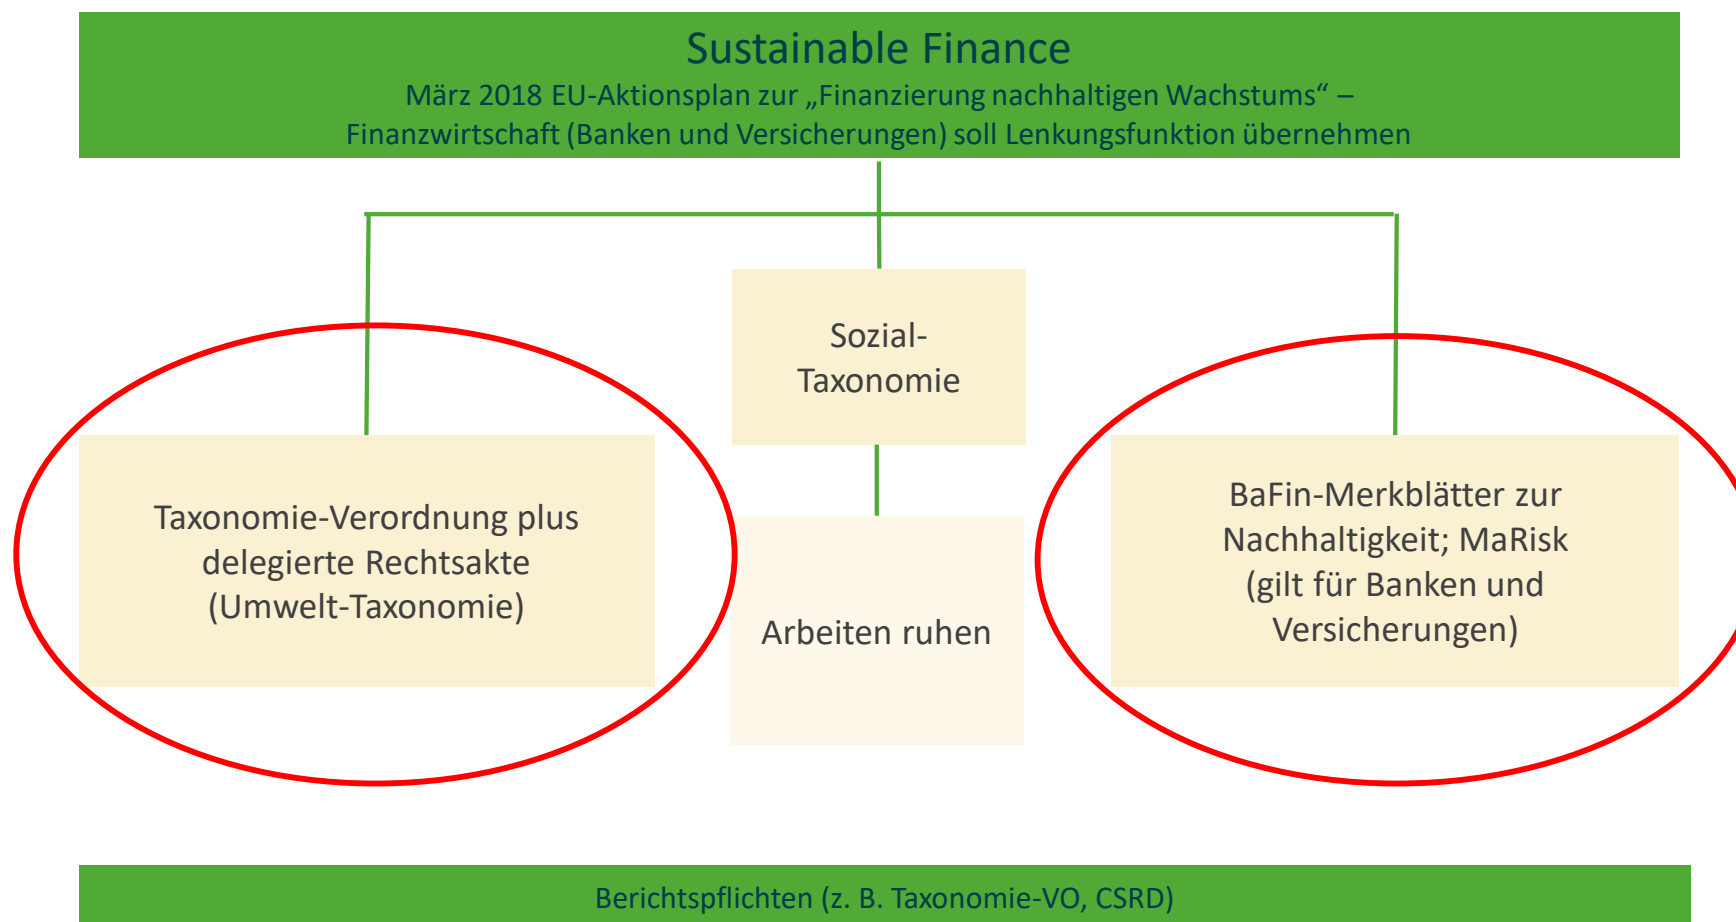 Sustainable Finance
März 2018 EU-Aktionsplan zur „Finanzierung nachhaltigen Wachstums“ –
Finanzwirtschaft (Banken und Versicherungen) soll Lenkungsfunktion übernehmen
Sozial-
Taxonomie
Taxonomie-Verordnung plus
delegierte Rechtsakte
(Umwelt-Taxonomie)
Arbeiten ruhen
BaFin-Merkblätter zur
Nachhaltigkeit; MaRisk
(gilt für Banken und
Versicherungen)
Berichtspflichten (z. B. Taxonomie-VO, CSRD)